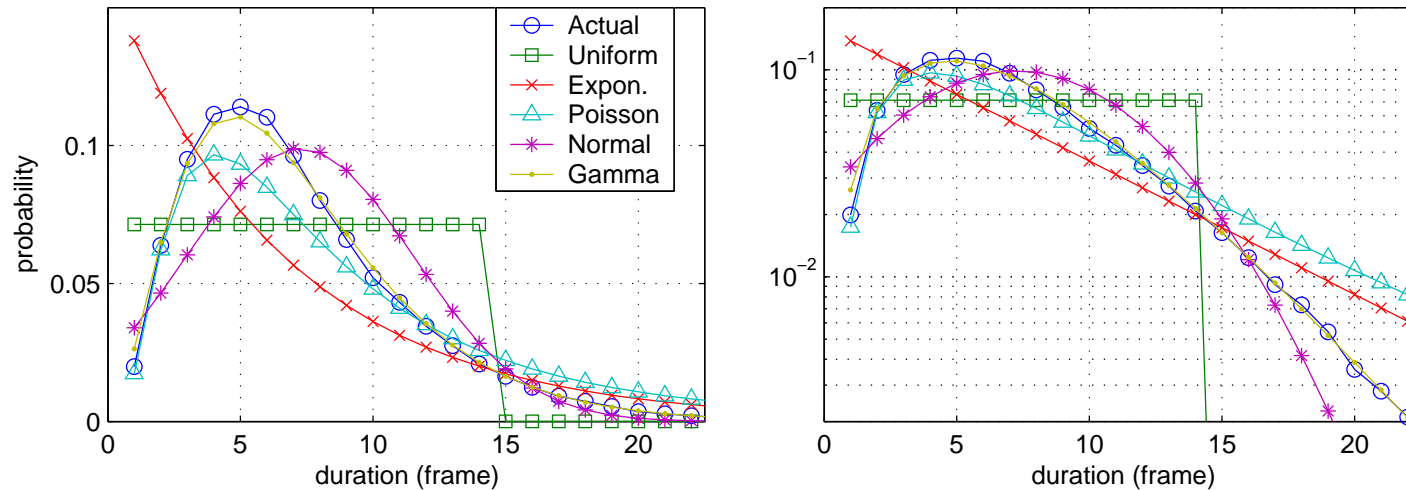 Actual
Uniform
Expon.
Poisson
Normal
Gamma
0.1
0.05
0
0 5 10 15 20
probability
duration (frame)
10⁻¹
10⁻²
0 5 10 15 20
duration (frame)